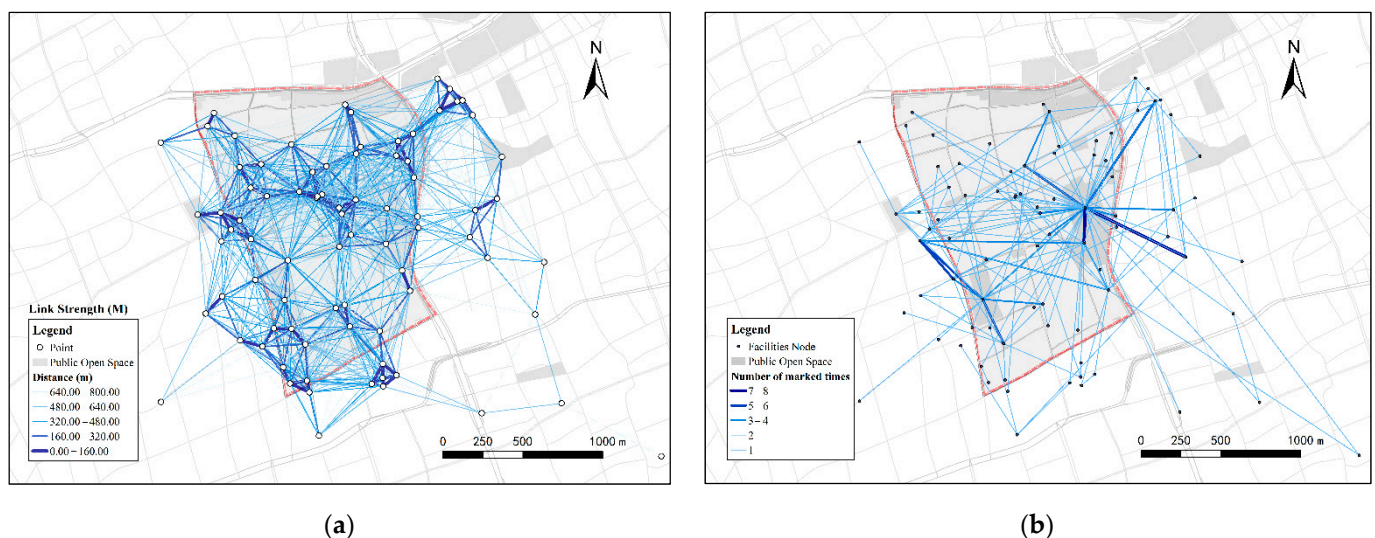 N
Link Strength (M)
Legend
Point
Public Open Space
Distance (m)
640.00 800.00
480.00 640.00
320.00 – 480.00
160.00 320.00
0.00 – 160.00
0 250 500 1000 m
(a)
N
Legend
Facilities Node
Public Open Space
Number of marked times
7 8
5 6
3 – 4
2
1
0 250 500 1000 m
(b)